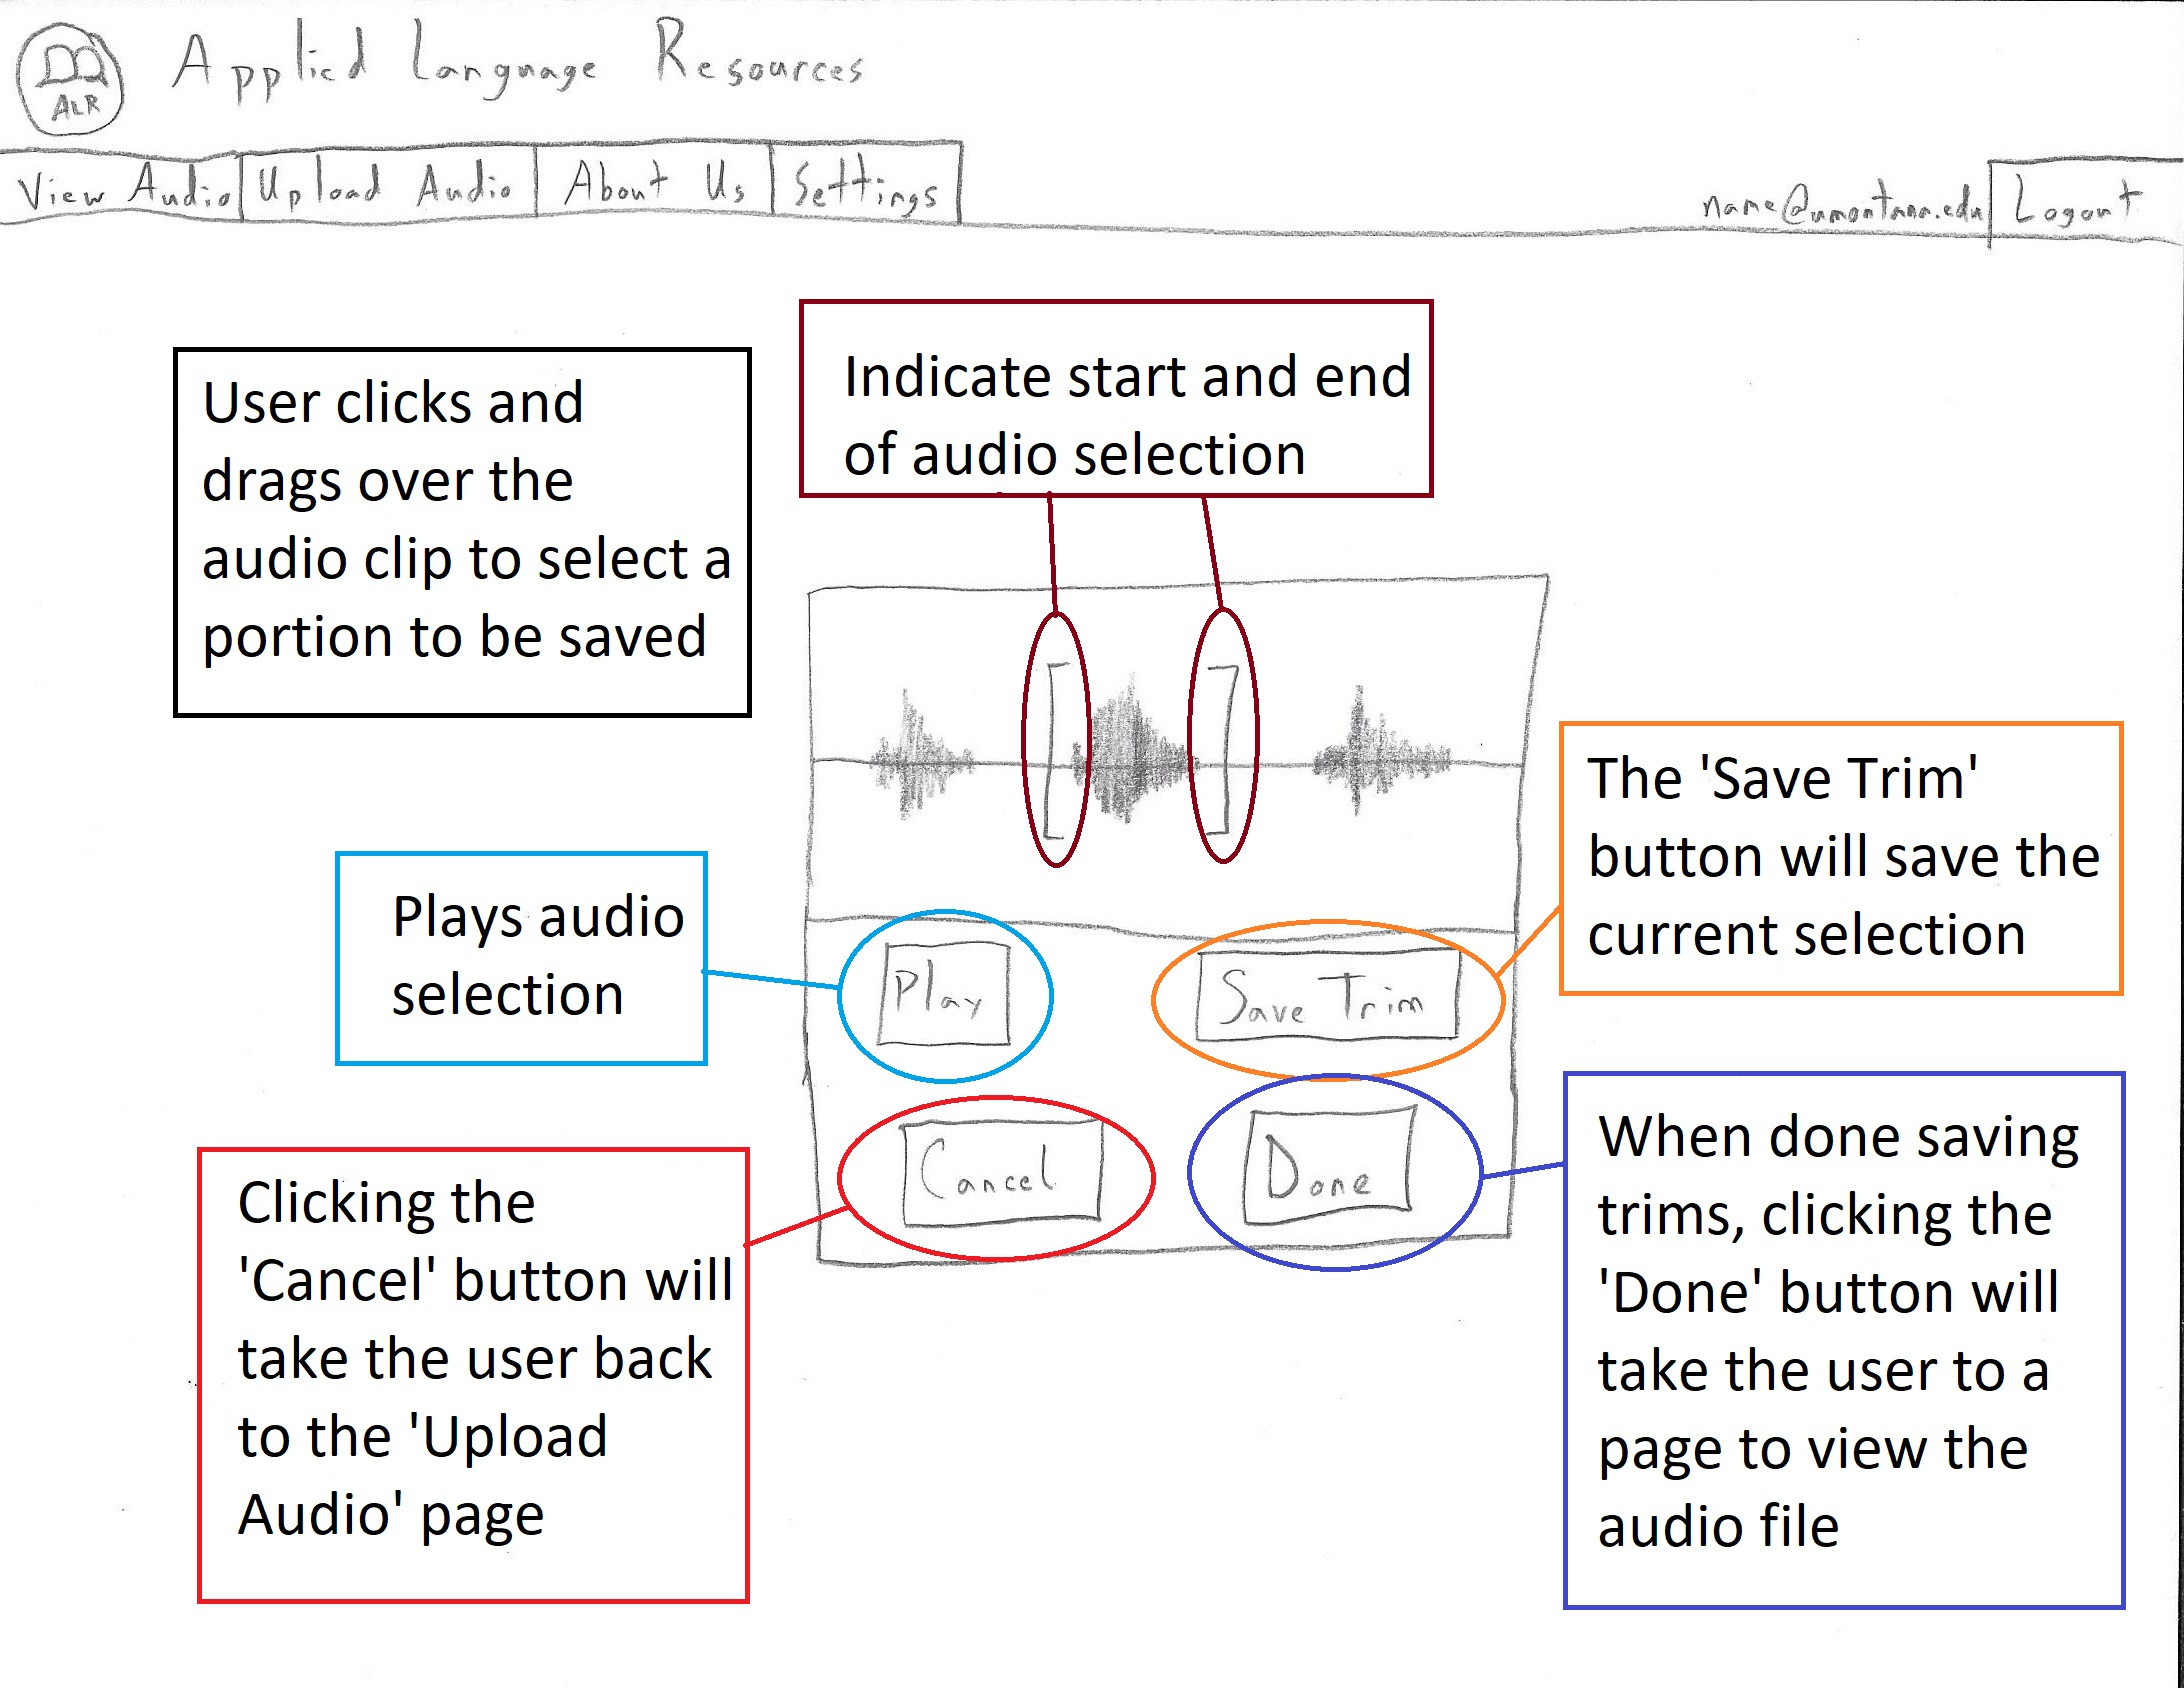 ALR
Applied Language Resources
View Audio
Upload Audio
About Us
Settings
name@umontana.edu
Logout
User clicks and
drags over the
audio clip to select a
portion to be saved
Indicate start and end
of audio selection
Plays audio
selection
The 'Save Trim'
button will save the
current selection
Play
Save Trim
Cancel
Done
Clicking the
'Cancel' button will
take the user back
to the 'Upload
Audio' page
When done saving
trims, clicking the
'Done' button will
take the user to a
page to view the
audio file